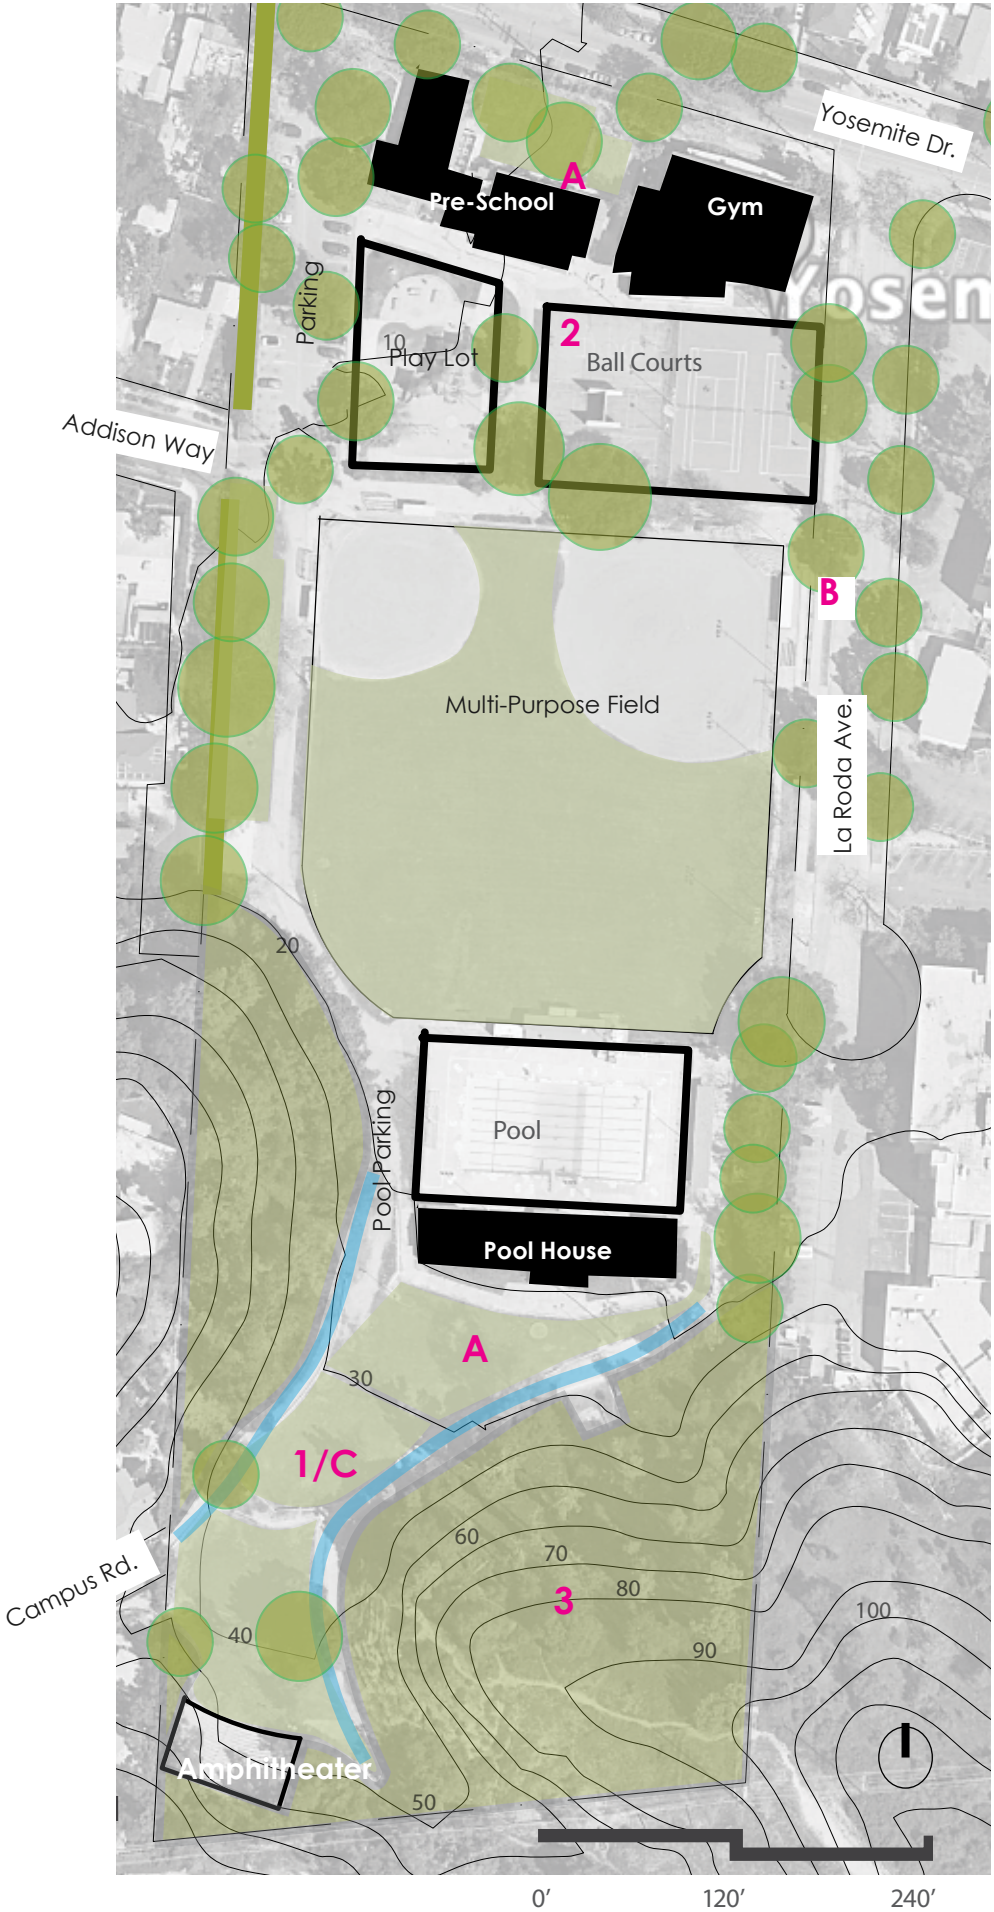 Yosemite Dr.
A
Pre-School
Gym
Yosem
Parking
2
10
Play Lot
Ball Courts
Addison Way
B
Multi-Purpose Field
La Roda Ave.
20
Pool Parking
Pool
Pool House
A
30
1/C
60
70
80
3
Campus Rd.
100
40
90
Amphitheater
50
0’
120’
240’